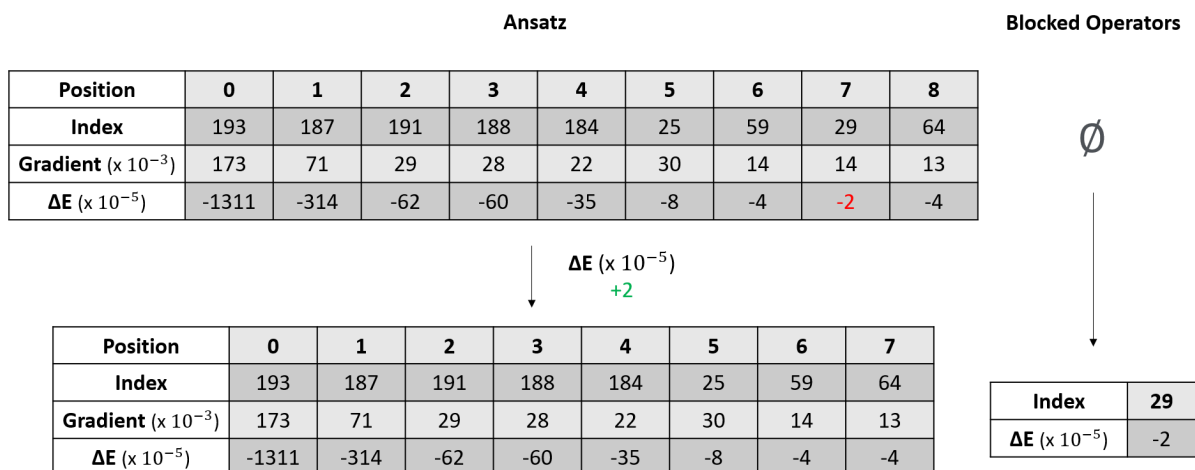 Ansatz
Blocked Operators
Position 0 1 2 3 4 5 6 7 8
Index 193 187 191 188 184 25 59 29 64
Gradient (x 10⁻³) 173 71 29 28 22 30 14 14 13
ΔE (x 10⁻⁵) -1311 -314 -62 -60 -35 -8 -4 -2 -4
∅
ΔE (x 10⁻⁵)
+2
Position 0 1 2 3 4 5 6 7
Index 193 187 191 188 184 25 59 64
Gradient (x 10⁻³) 173 71 29 28 22 30 14 13
ΔE (x 10⁻⁵) -1311 -314 -62 -60 -35 -8 -4 -4
Index 29
ΔE (x 10⁻⁵) -2